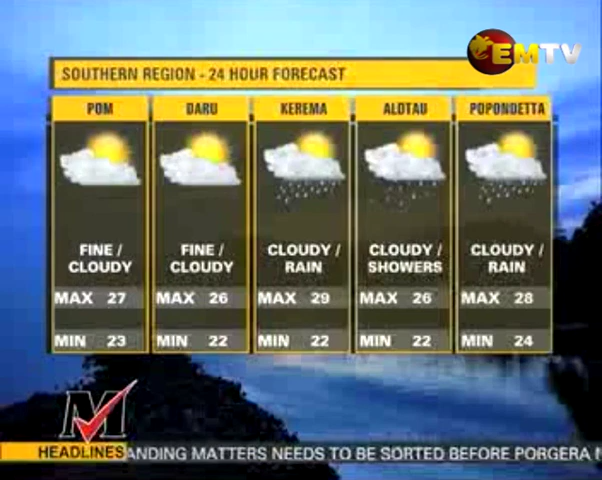 EMTV
SOUTHERN REGION - 24 HOUR FORECAST
POM
FINE /
CLOUDY
MAX 27
MIN 23
DARU
FINE /
CLOUDY
MAX 26
MIN 22
KEREMA
CLOUDY /
RAIN
MAX 29
MIN 22
ALOTAU
CLOUDY /
SHOWERS
MAX 26
MIN 22
POPONDETTA
CLOUDY /
RAIN
MAX 28
MIN 24
M
HEADLINES ANDING MATTERS NEEDS TO BE SORTED BEFORE PORGERA